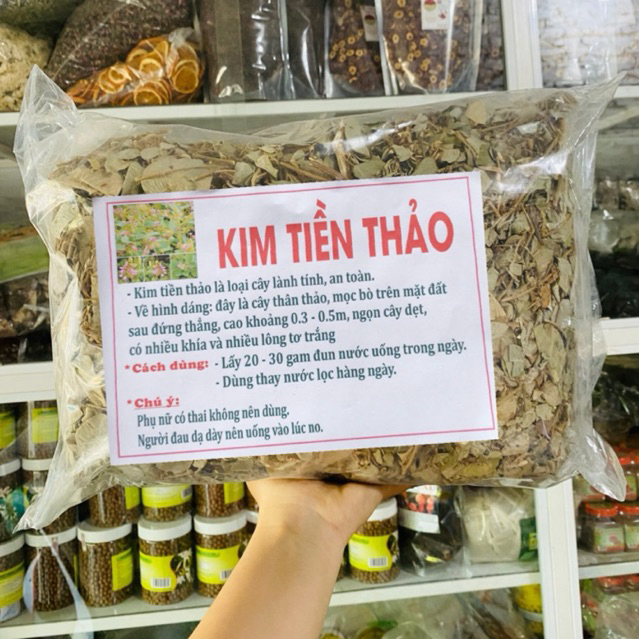 KIM TIỀN THẢO
- Kim tiền thảo là loại cây lành tính, an toàn.
- Về hình dáng: đây là cây thân thảo, mọc bò trên mặt đất
sau đứng thẳng, cao khoảng 0.3 - 0.5m, ngọn cây dẹt,
có nhiều khía và nhiều lông tơ trắng
*Cách dùng: - Lấy 20 - 30 gam đun nước uống trong ngày.
- Dùng thay nước lọc hàng ngày.
*Chú ý:
Phụ nữ có thai không nên dùng.
Người đau dạ dày nên uống vào lúc no.